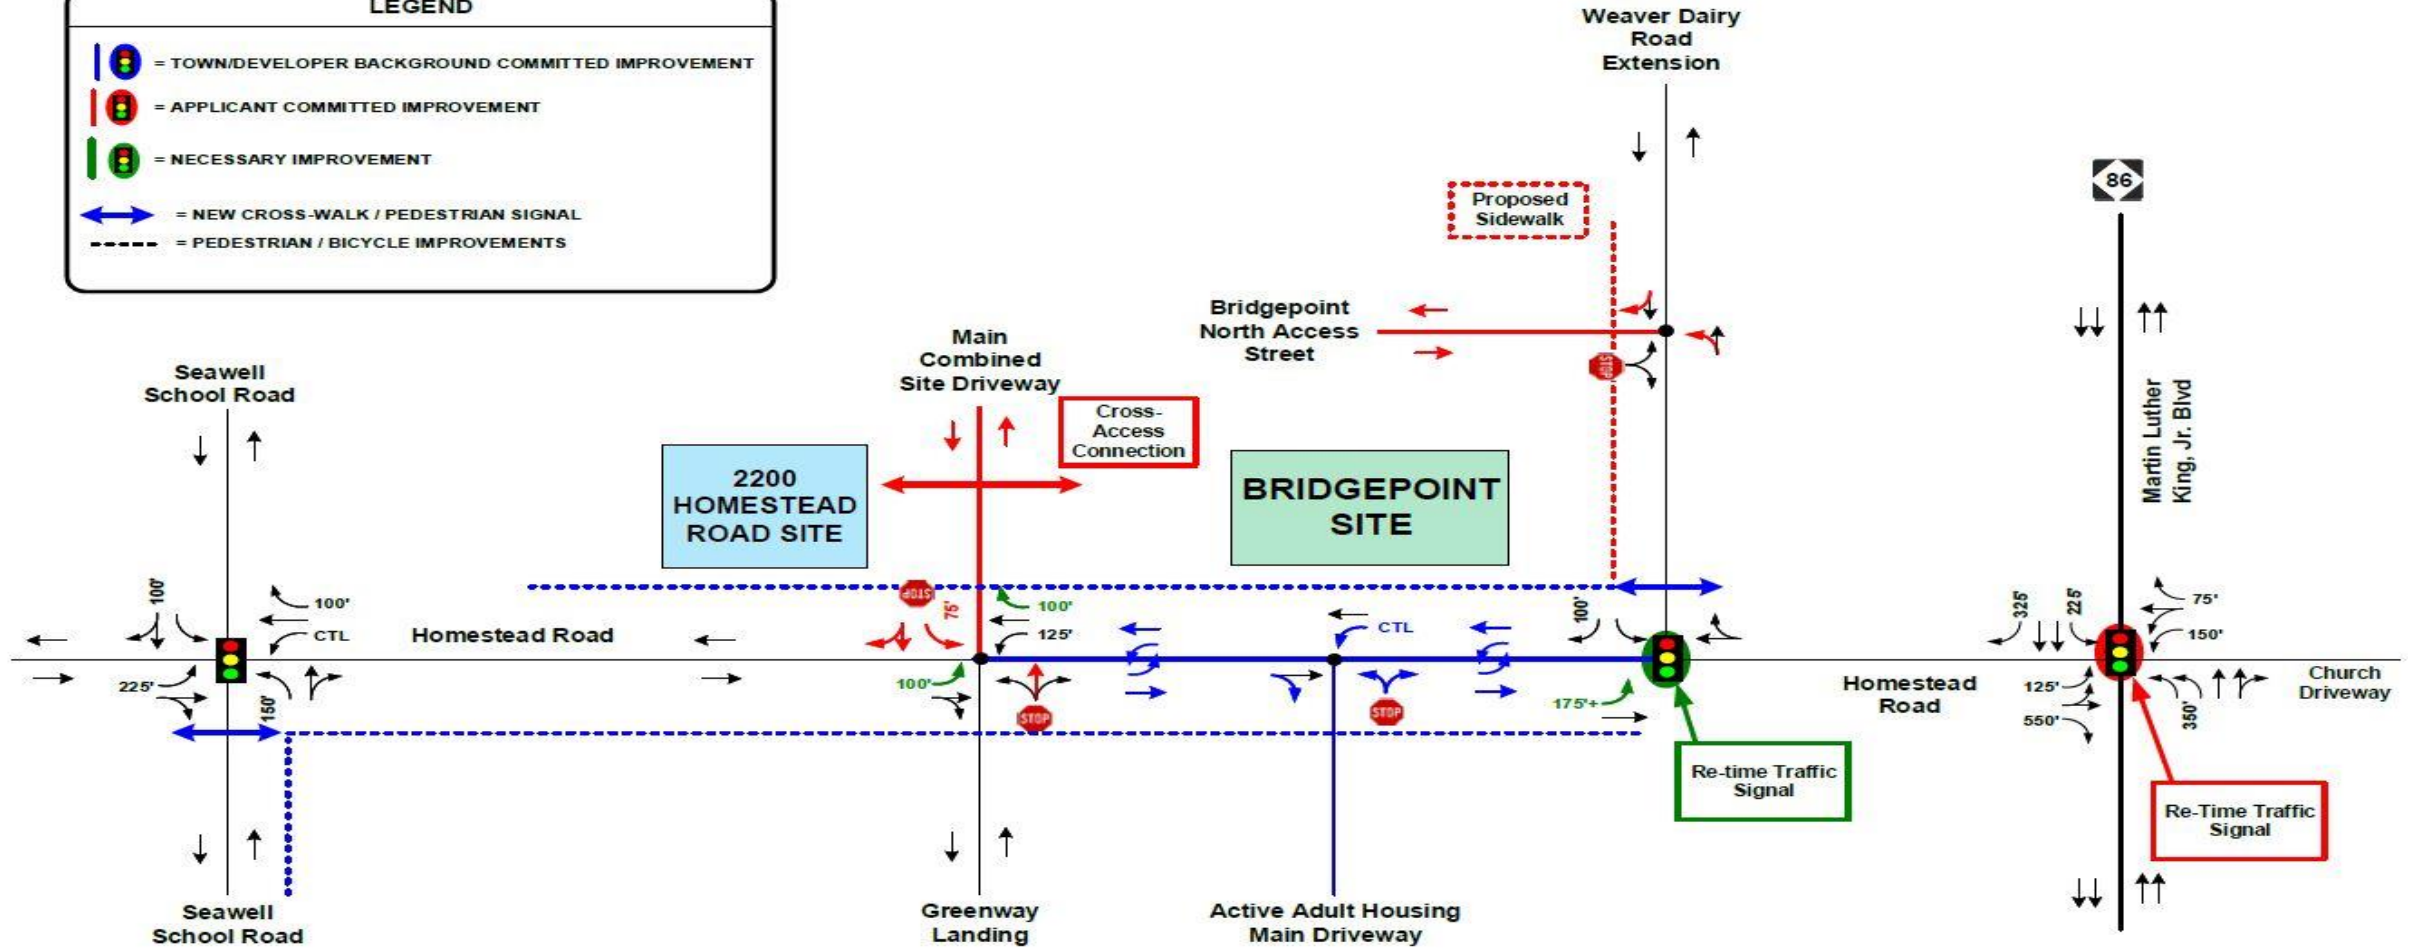 LEGEND
= TOWN/DEVELOPER BACKGROUND COMMITTED IMPROVEMENT
= APPLICANT COMMITTED IMPROVEMENT
= NECESSARY IMPROVEMENT
= NEW CROSS-WALK / PEDESTRIAN SIGNAL
= PEDESTRIAN / BICYCLE IMPROVEMENTS
Weaver Dairy
Road
Extension
86
Proposed
Sidewalk
Bridgepoint
North Access
Street
STOP
Main
Combined
Site Driveway
Cross-
Access
Connection
Seawell
School Road
Martin Luther
King, Jr. Blvd
2200
HOMESTEAD
ROAD SITE
BRIDGEPOINT
SITE
100'
100'
CTL
Homestead Road
225'
150'
STOP
75'
100'
125'
100'
STOP
CTL
STOP
100'
175'+
Homestead
Road
325'
225'
75'
150'
125'
550'
350'
Church
Driveway
Re-time Traffic
Signal
Re-Time Traffic
Signal
Seawell
School Road
Greenway
Landing
Active Adult Housing
Main Driveway